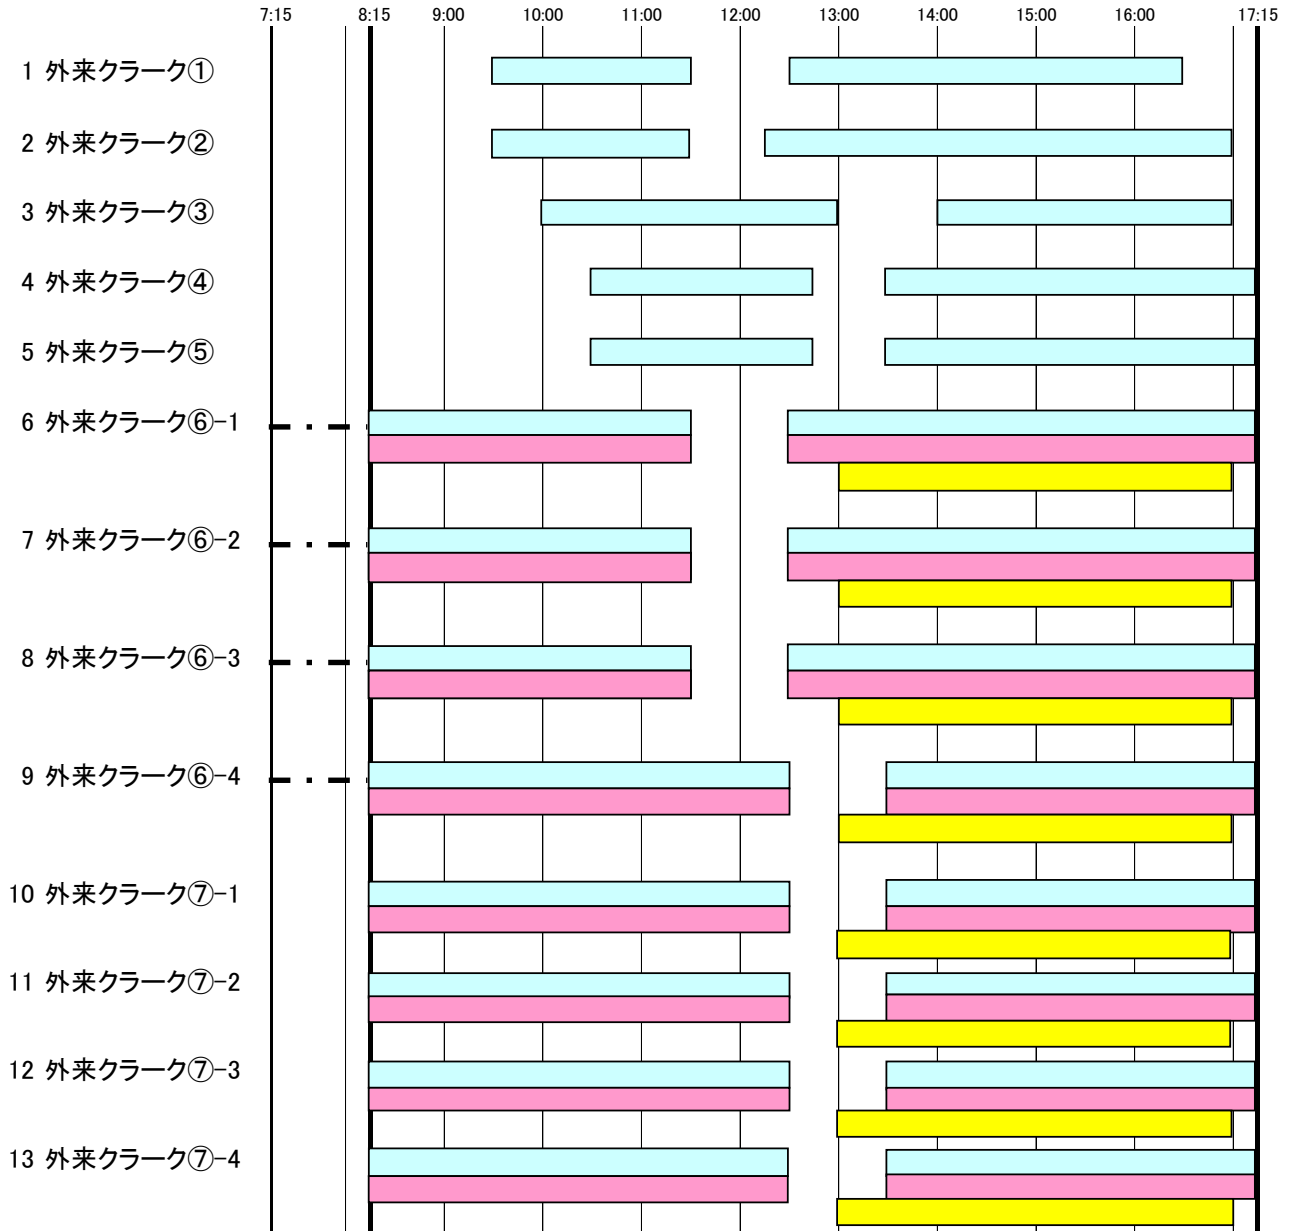 7:15 8:15 9:00 10:00 11:00 12:00 13:00 14:00 15:00 16:00 17:15
1 外来クラーク①
2 外来クラーク②
3 外来クラーク③
4 外来クラーク④
5 外来クラーク⑤
6 外来クラーク⑥-1
7 外来クラーク⑥-2
8 外来クラーク⑥-3
9 外来クラーク⑥-4
10 外来クラーク⑦-1
11 外来クラーク⑦-2
12 外来クラーク⑦-3
13 外来クラーク⑦-4